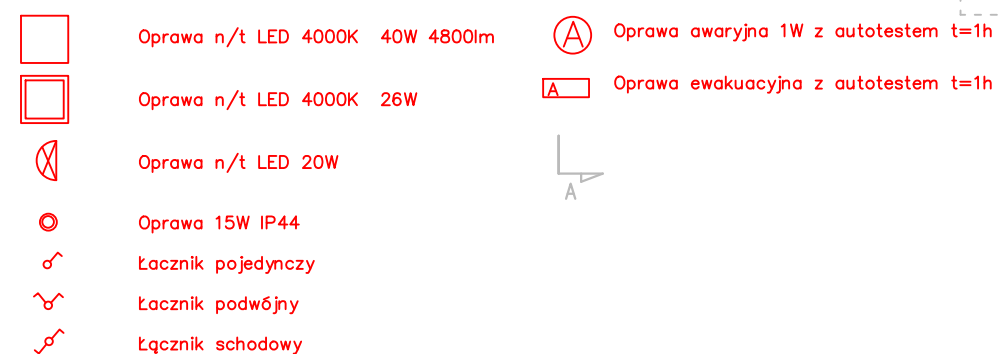 Oprawa n/t LED 4000K 40W 4800lm
Oprawa n/t LED 4000K 26W
Oprawa n/t LED 20W
Oprawa 15W IP44
Łacznik pojedynczy
Łacznik podwójny
Łącznik schodowy
A Oprawa awaryjna 1W z autotestem t=1h
A Oprawa ewakuacyjna z autotestem t=1h
A